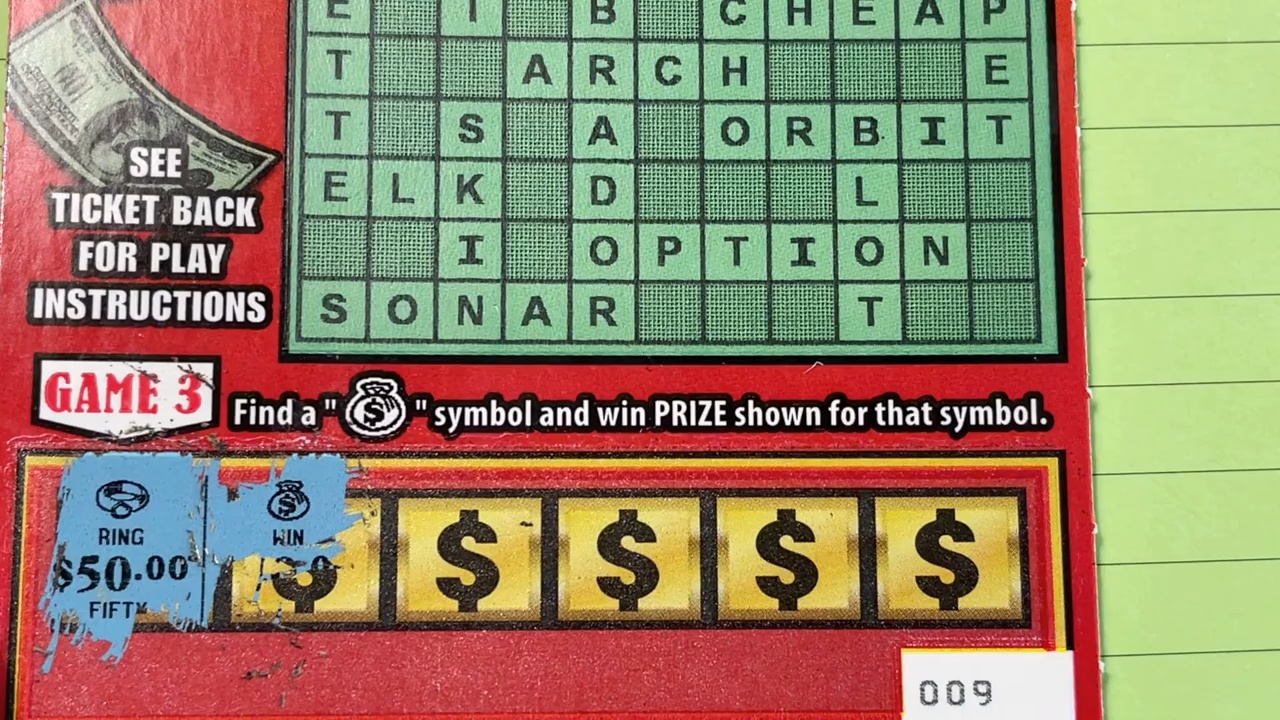 E I B C H E A P
T A R C H E
T S A O R B I T
E L K D L
I O P T I O N
S O N A R T
SEE
TICKET BACK
FOR PLAY
INSTRUCTIONS
GAME 3
Find a "$" symbol and win PRIZE shown for that symbol.
RING
$50.00
FIFTY
WIN
$ $ $ $ $
009